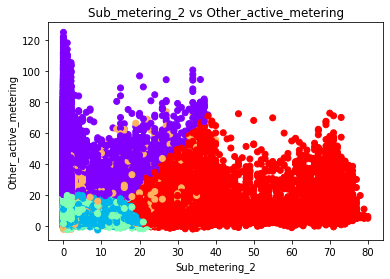 Sub_metering_2 vs Other_active_metering
Other_active_metering
120
100
80
60
40
20
0
0 10 20 30 40 50 60 70 80
Sub_metering_2